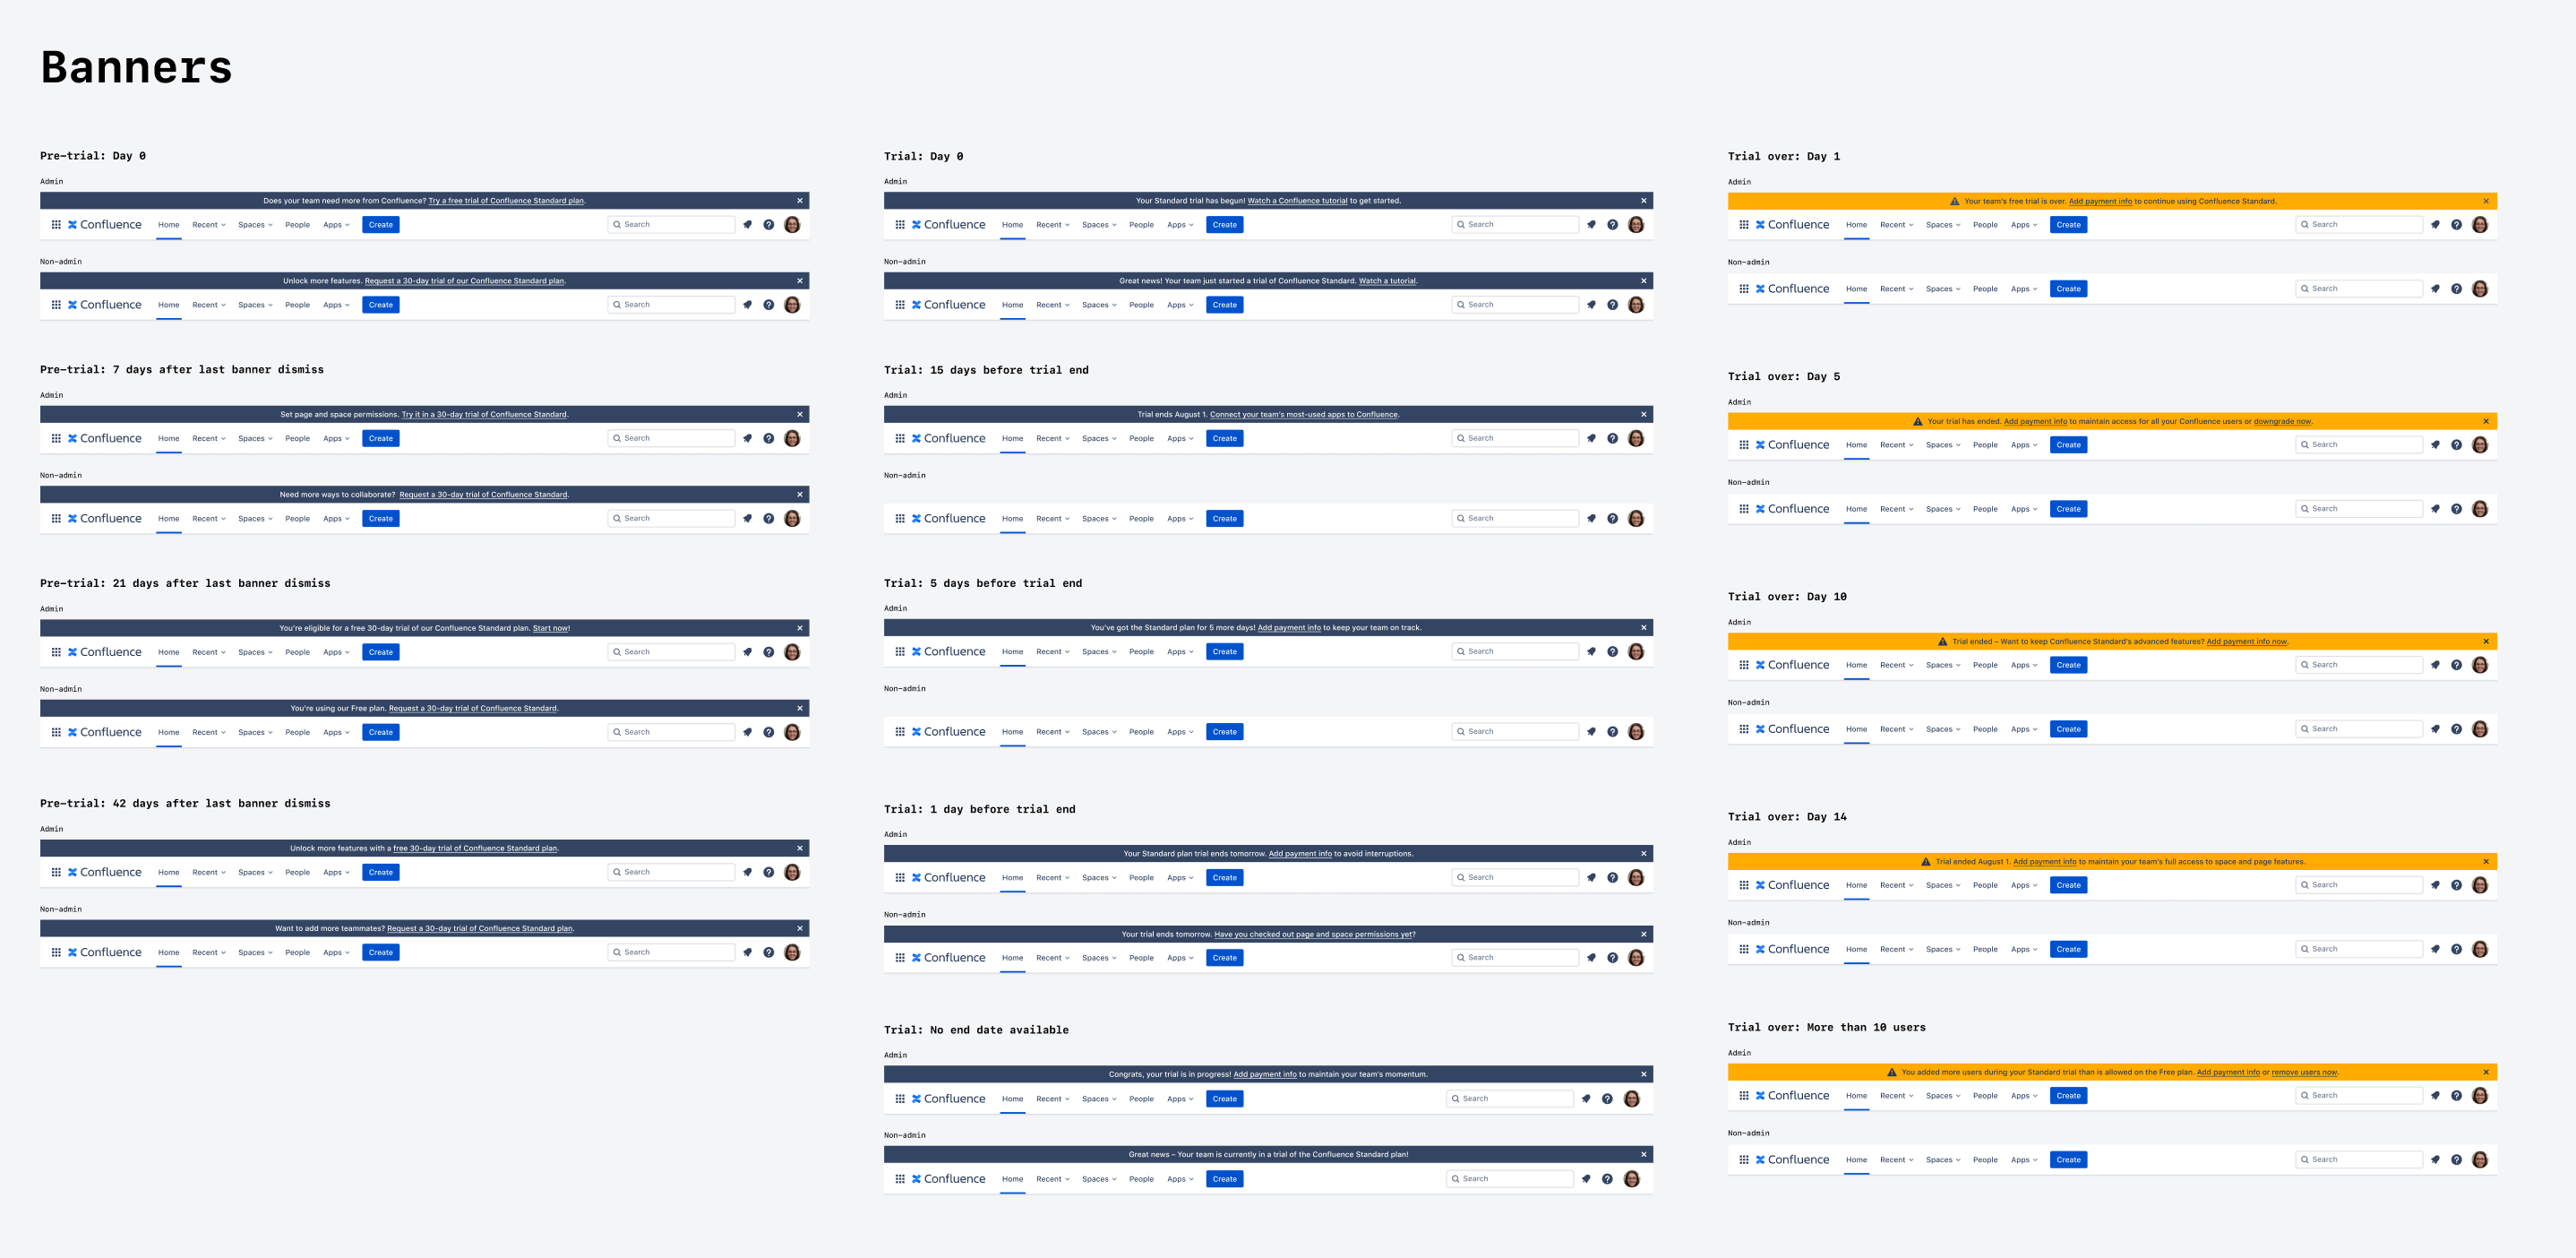 Banners
Pre-trial: Day 0
Admin
Does your team need more from Confluence? Try a free trial of Confluence Standard plan.
Confluence Home Recent Spaces People Apps Create Search
Non-admin
Unlock more features. Request a 30-day trial of our Confluence Standard plan.
Confluence Home Recent Spaces People Apps Create Search
Pre-trial: 7 days after last banner dismiss
Admin
Set page and space permissions. Try it in a 30-day trial of Confluence Standard.
Confluence Home Recent Spaces People Apps Create Search
Non-admin
Need more ways to collaborate? Request a 30-day trial of Confluence Standard.
Confluence Home Recent Spaces People Apps Create Search
Pre-trial: 21 days after last banner dismiss
Admin
You're eligible for a free 30-day trial of our Confluence Standard plan. Start now!
Confluence Home Recent Spaces People Apps Create Search
Non-admin
You're using our Free plan. Request a 30-day trial of Confluence Standard.
Confluence Home Recent Spaces People Apps Create Search
Pre-trial: 42 days after last banner dismiss
Admin
Unlock more features with a free 30-day trial of Confluence Standard plan.
Confluence Home Recent Spaces People Apps Create Search
Non-admin
Want to add more teammates? Request a 30-day trial of Confluence Standard plan.
Confluence Home Recent Spaces People Apps Create Search
Trial: Day 0
Admin
Your Standard trial has begun! Watch a Confluence tutorial to get started.
Confluence Home Recent Spaces People Apps Create Search
Non-admin
Great news! Your team just started a trial of Confluence Standard. Watch a tutorial.
Confluence Home Recent Spaces People Apps Create Search
Trial: 15 days before trial end
Admin
Trial ends August 1. Connect your team's most-used apps to Confluence.
Confluence Home Recent Spaces People Apps Create Search
Non-admin
Confluence Home Recent Spaces People Apps Create Search
Trial: 5 days before trial end
Admin
You've got the Standard plan for 5 more days! Add payment info to keep your team on track.
Confluence Home Recent Spaces People Apps Create Search
Non-admin
Confluence Home Recent Spaces People Apps Create Search
Trial: 1 day before trial end
Admin
Your Standard plan trial ends tomorrow. Add payment info to avoid interruptions.
Confluence Home Recent Spaces People Apps Create Search
Non-admin
Your trial ends tomorrow. Have you checked out page and space permissions yet?
Confluence Home Recent Spaces People Apps Create Search
Trial: No end date available
Admin
Congrats, your trial is in progress! Add payment info to maintain your team's momentum.
Confluence Home Recent Spaces People Apps Create Search
Non-admin
Great news – Your team is currently in a trial of the Confluence Standard plan!
Confluence Home Recent Spaces People Apps Create Search
Trial over: Day 1
Admin
Your team's free trial is over. Add payment info to continue using Confluence Standard.
Confluence Home Recent Spaces People Apps Create Search
Non-admin
Confluence Home Recent Spaces People Apps Create Search
Trial over: Day 5
Admin
Your trial has ended. Add payment info to maintain access for all your Confluence users or downgrade now.
Confluence Home Recent Spaces People Apps Create Search
Non-admin
Confluence Home Recent Spaces People Apps Create Search
Trial over: Day 10
Admin
Trial ended – Want to keep Confluence Standard's advanced features? Add payment info now.
Confluence Home Recent Spaces People Apps Create Search
Non-admin
Confluence Home Recent Spaces People Apps Create Search
Trial over: Day 14
Admin
Trial ended August 1. Add payment info to maintain your team's full access to space and page features.
Confluence Home Recent Spaces People Apps Create Search
Non-admin
Confluence Home Recent Spaces People Apps Create Search
Trial over: More than 10 users
Admin
You added more users during your Standard trial than is allowed on the Free plan. Add payment info or remove users now.
Confluence Home Recent Spaces People Apps Create Search
Non-admin
Confluence Home Recent Spaces People Apps Create Search